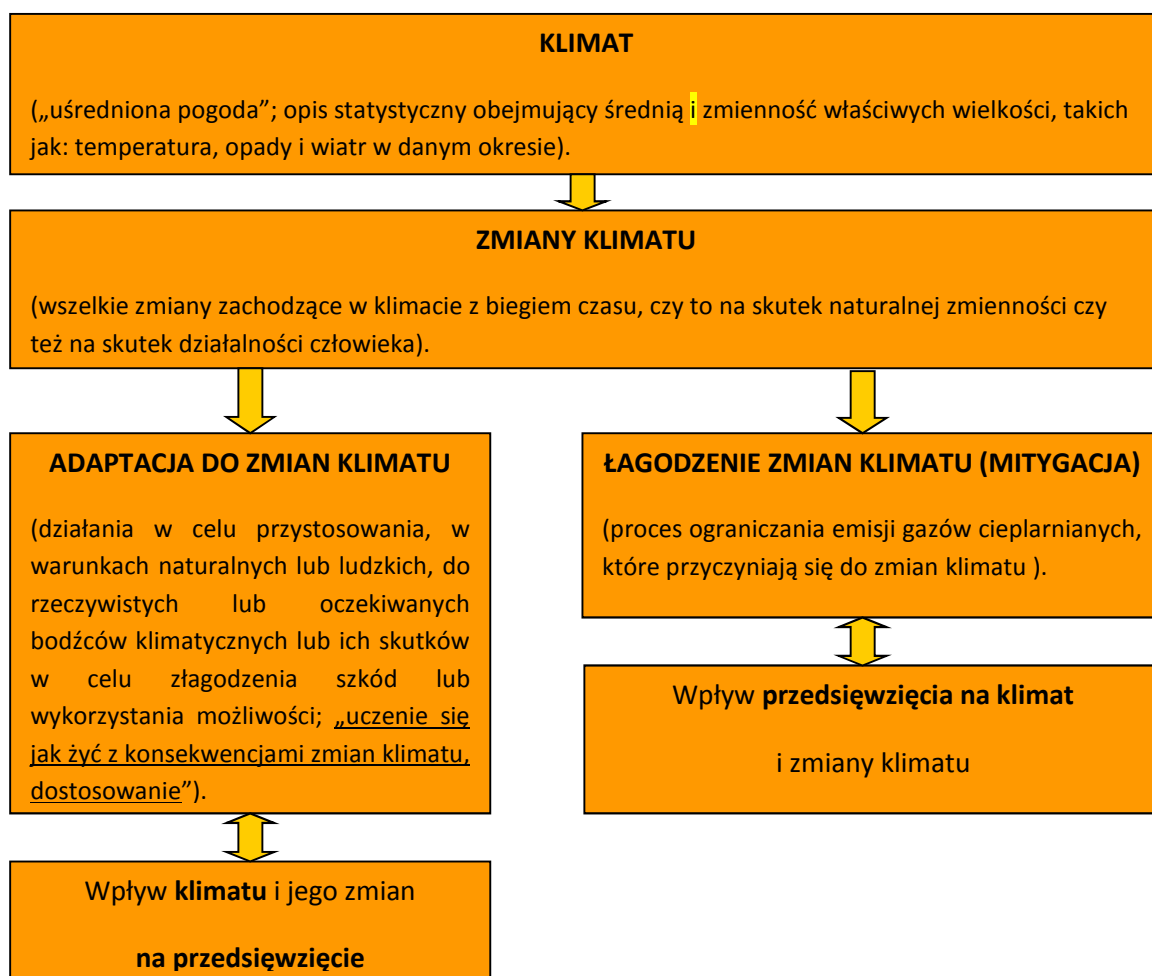 KLIMAT
(„uśredniona pogoda”; opis statystyczny obejmujący średnią i zmienność właściwych wielkości, takich
jak: temperatura, opady i wiatr w danym okresie).
ZMIANY KLIMATU
(wszelkie zmiany zachodzące w klimacie z biegiem czasu, czy to na skutek naturalnej zmienności czy
też na skutek działalności człowieka).
ADAPTACJA DO ZMIAN KLIMATU
(działania w celu przystosowania, w
warunkach naturalnych lub ludzkich, do
rzeczywistych lub oczekiwanych
bodźców klimatycznych lub ich skutków
w celu złagodzenia szkód lub
wykorzystania możliwości; „uczenie się
jak żyć z konsekwencjami zmian klimatu,
dostosowanie”).
Wpływ klimatu i jego zmian
na przedsięwzięcie
ŁAGODZENIE ZMIAN KLIMATU (MITYGACJA)
(proces ograniczania emisji gazów cieplarnianych,
które przyczyniają się do zmian klimatu ).
Wpływ przedsięwzięcia na klimat
i zmiany klimatu